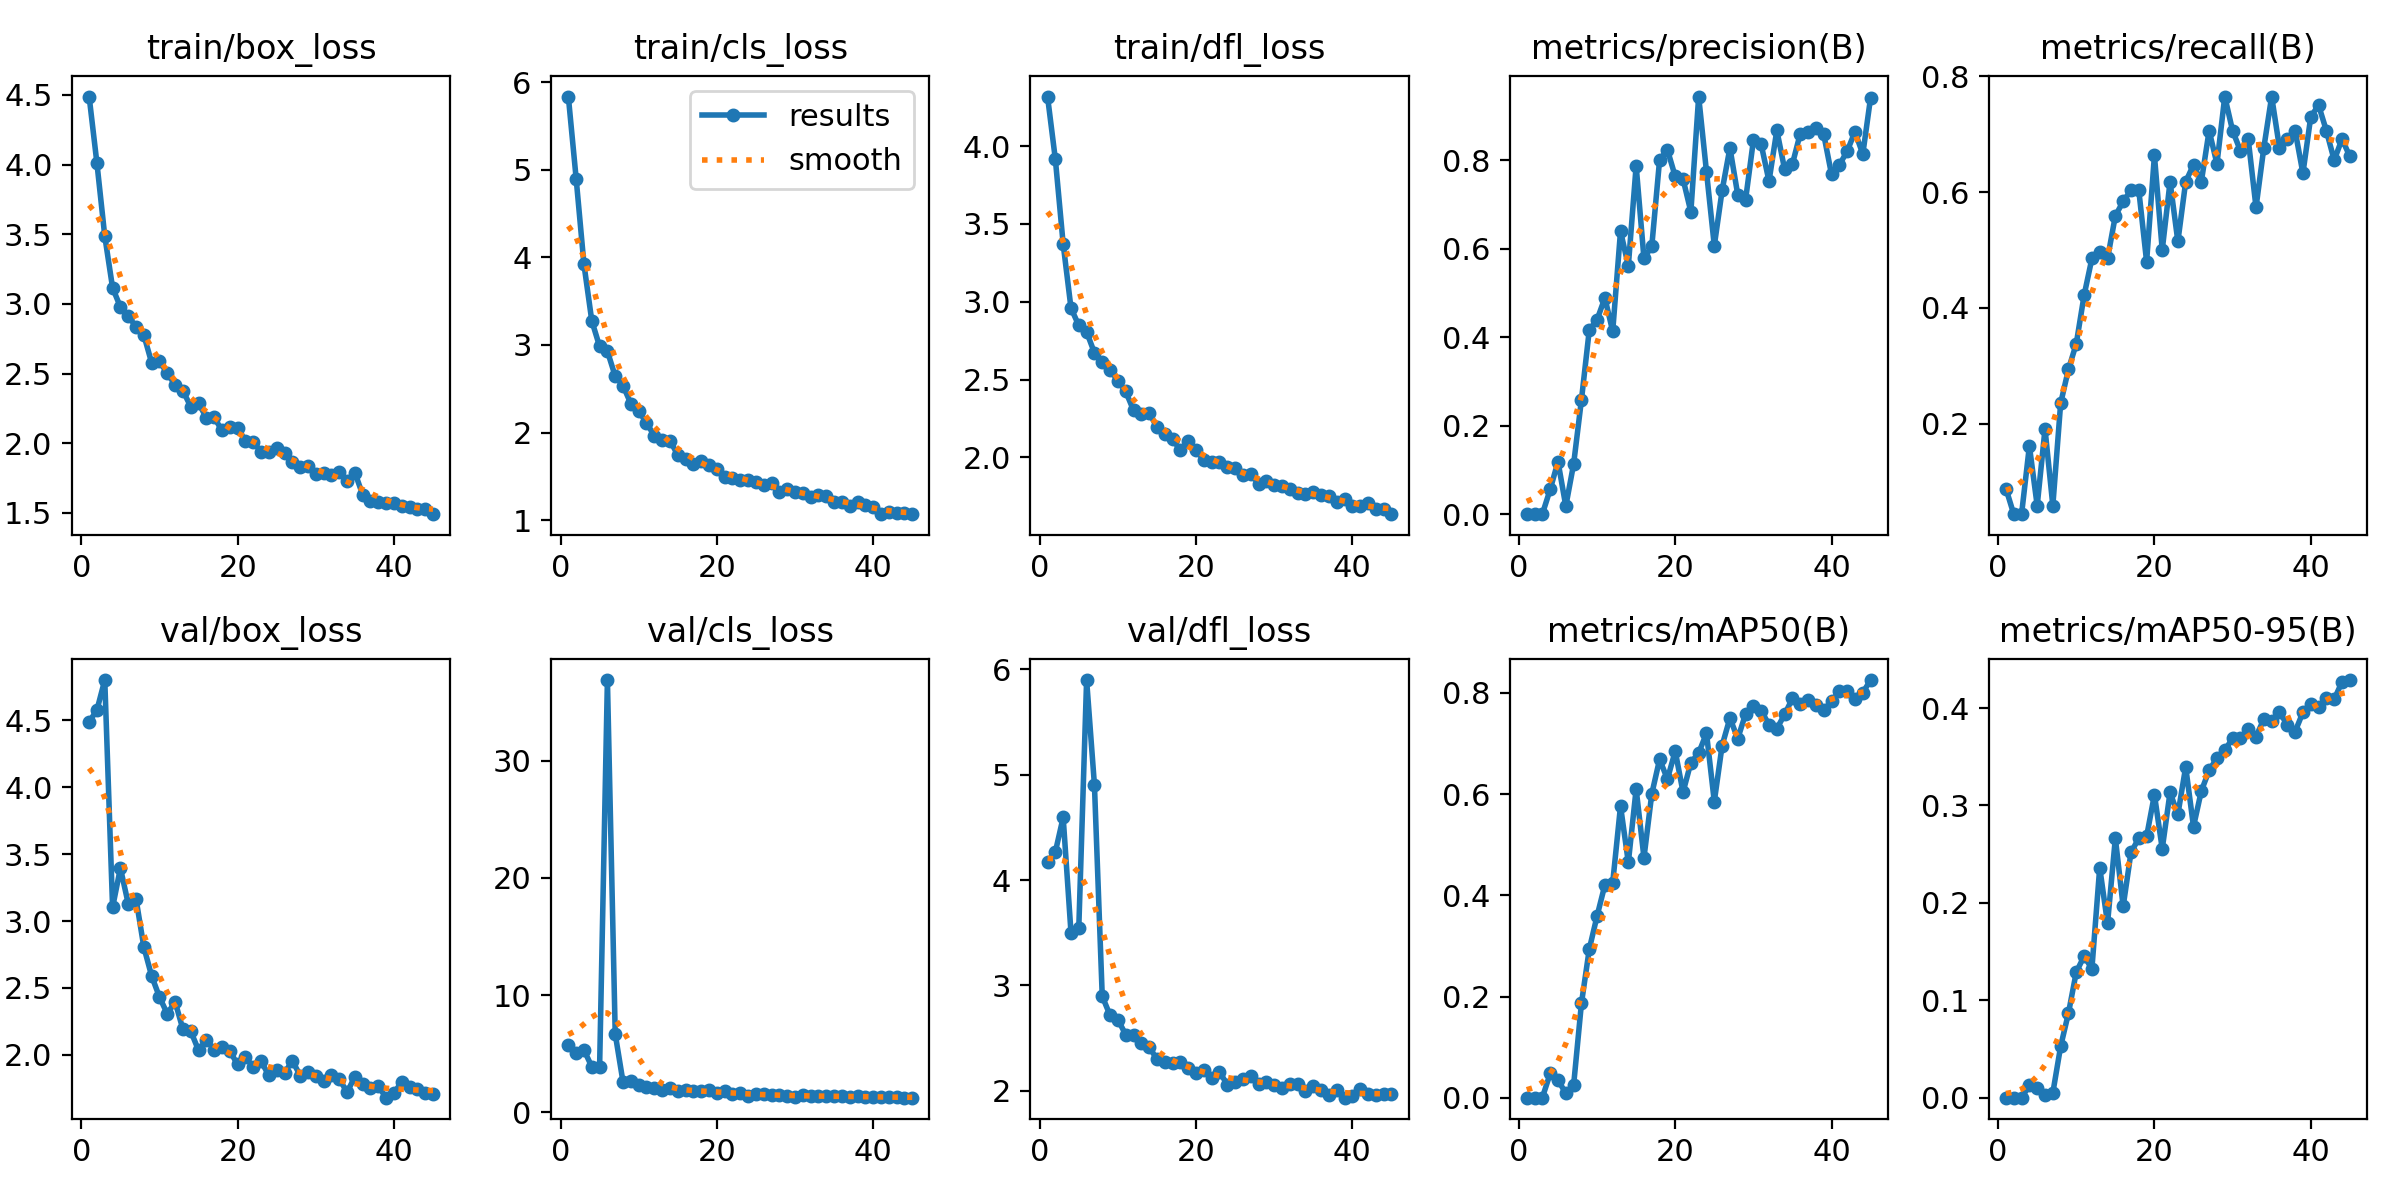 train/box_loss
4.5
4.0
3.5
3.0
2.5
2.0
1.5
0 20 40
train/cls_loss
results
smooth
6
5
4
3
2
1
0 20 40
train/dfl_loss
4.0
3.5
3.0
2.5
2.0
0 20 40
metrics/precision(B)
0.8
0.6
0.4
0.2
0.0
0 20 40
metrics/recall(B)
0.8
0.6
0.4
0.2
0 20 40
val/box_loss
4.5
4.0
3.5
3.0
2.5
2.0
0 20 40
val/cls_loss
30
20
10
0
0 20 40
val/dfl_loss
6
5
4
3
2
0 20 40
metrics/mAP50(B)
0.8
0.6
0.4
0.2
0.0
0 20 40
metrics/mAP50-95(B)
0.4
0.3
0.2
0.1
0.0
0 20 40